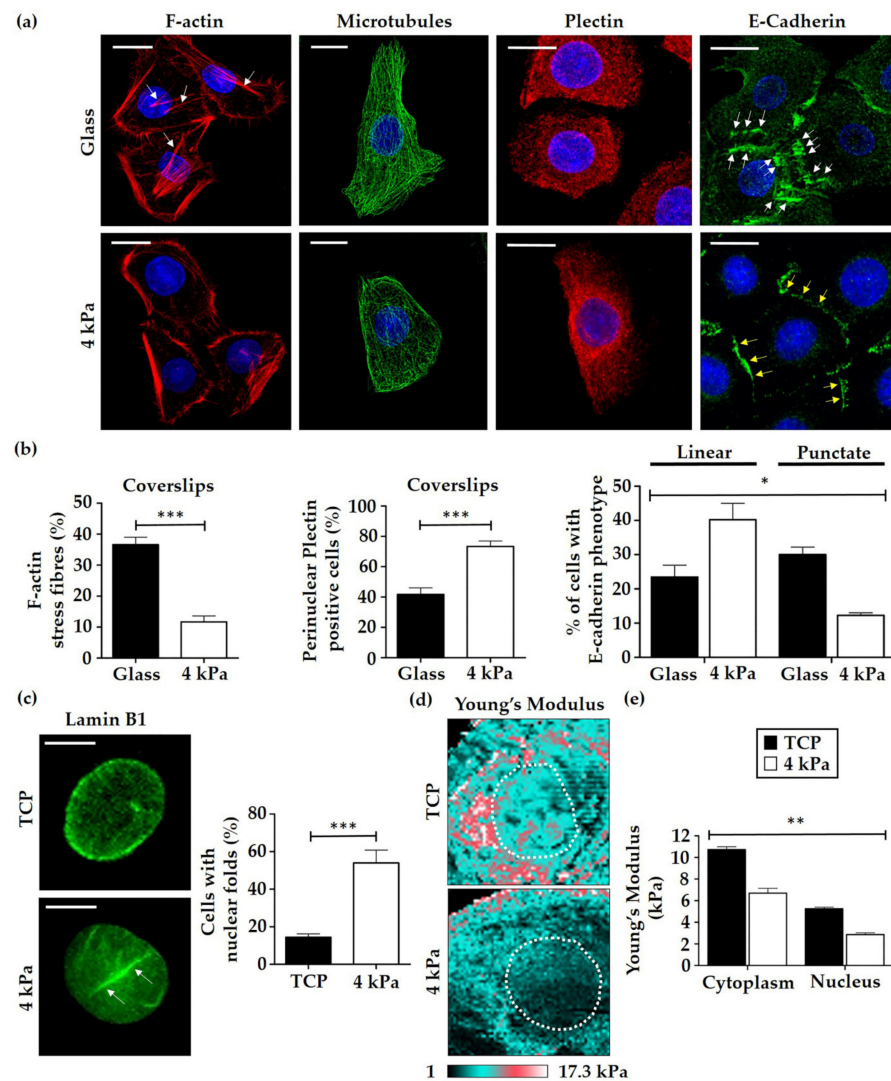 (a)
F-actin
Microtubules
Plectin
E-Cadherin
Glass
4 kPa
(b)
Coverslips
F-actin
stress fibres (%)
50
40
30
20
10
0
***
Glass 4 kPa
Coverslips
Perinuclear Plectin
positive cells (%)
100
80
60
40
20
0
***
Glass 4 kPa
Linear
Punctate
% of cells with
E-cadherin phenotype
50
40
30
20
10
0
*
Glass 4 kPa
Glass 4 kPa
(c)
Lamin B1
TCP
4 kPa
Cells with
nuclear folds (%)
80
60
40
20
0
***
TCP 4 kPa
(d)
Young's Modulus
TCP
4 kPa
1
17.3 kPa
(e)
TCP
4 kPa
Young's Modulus
(kPa)
12
10
8
6
4
2
0
**
Cytoplasm Nucleus